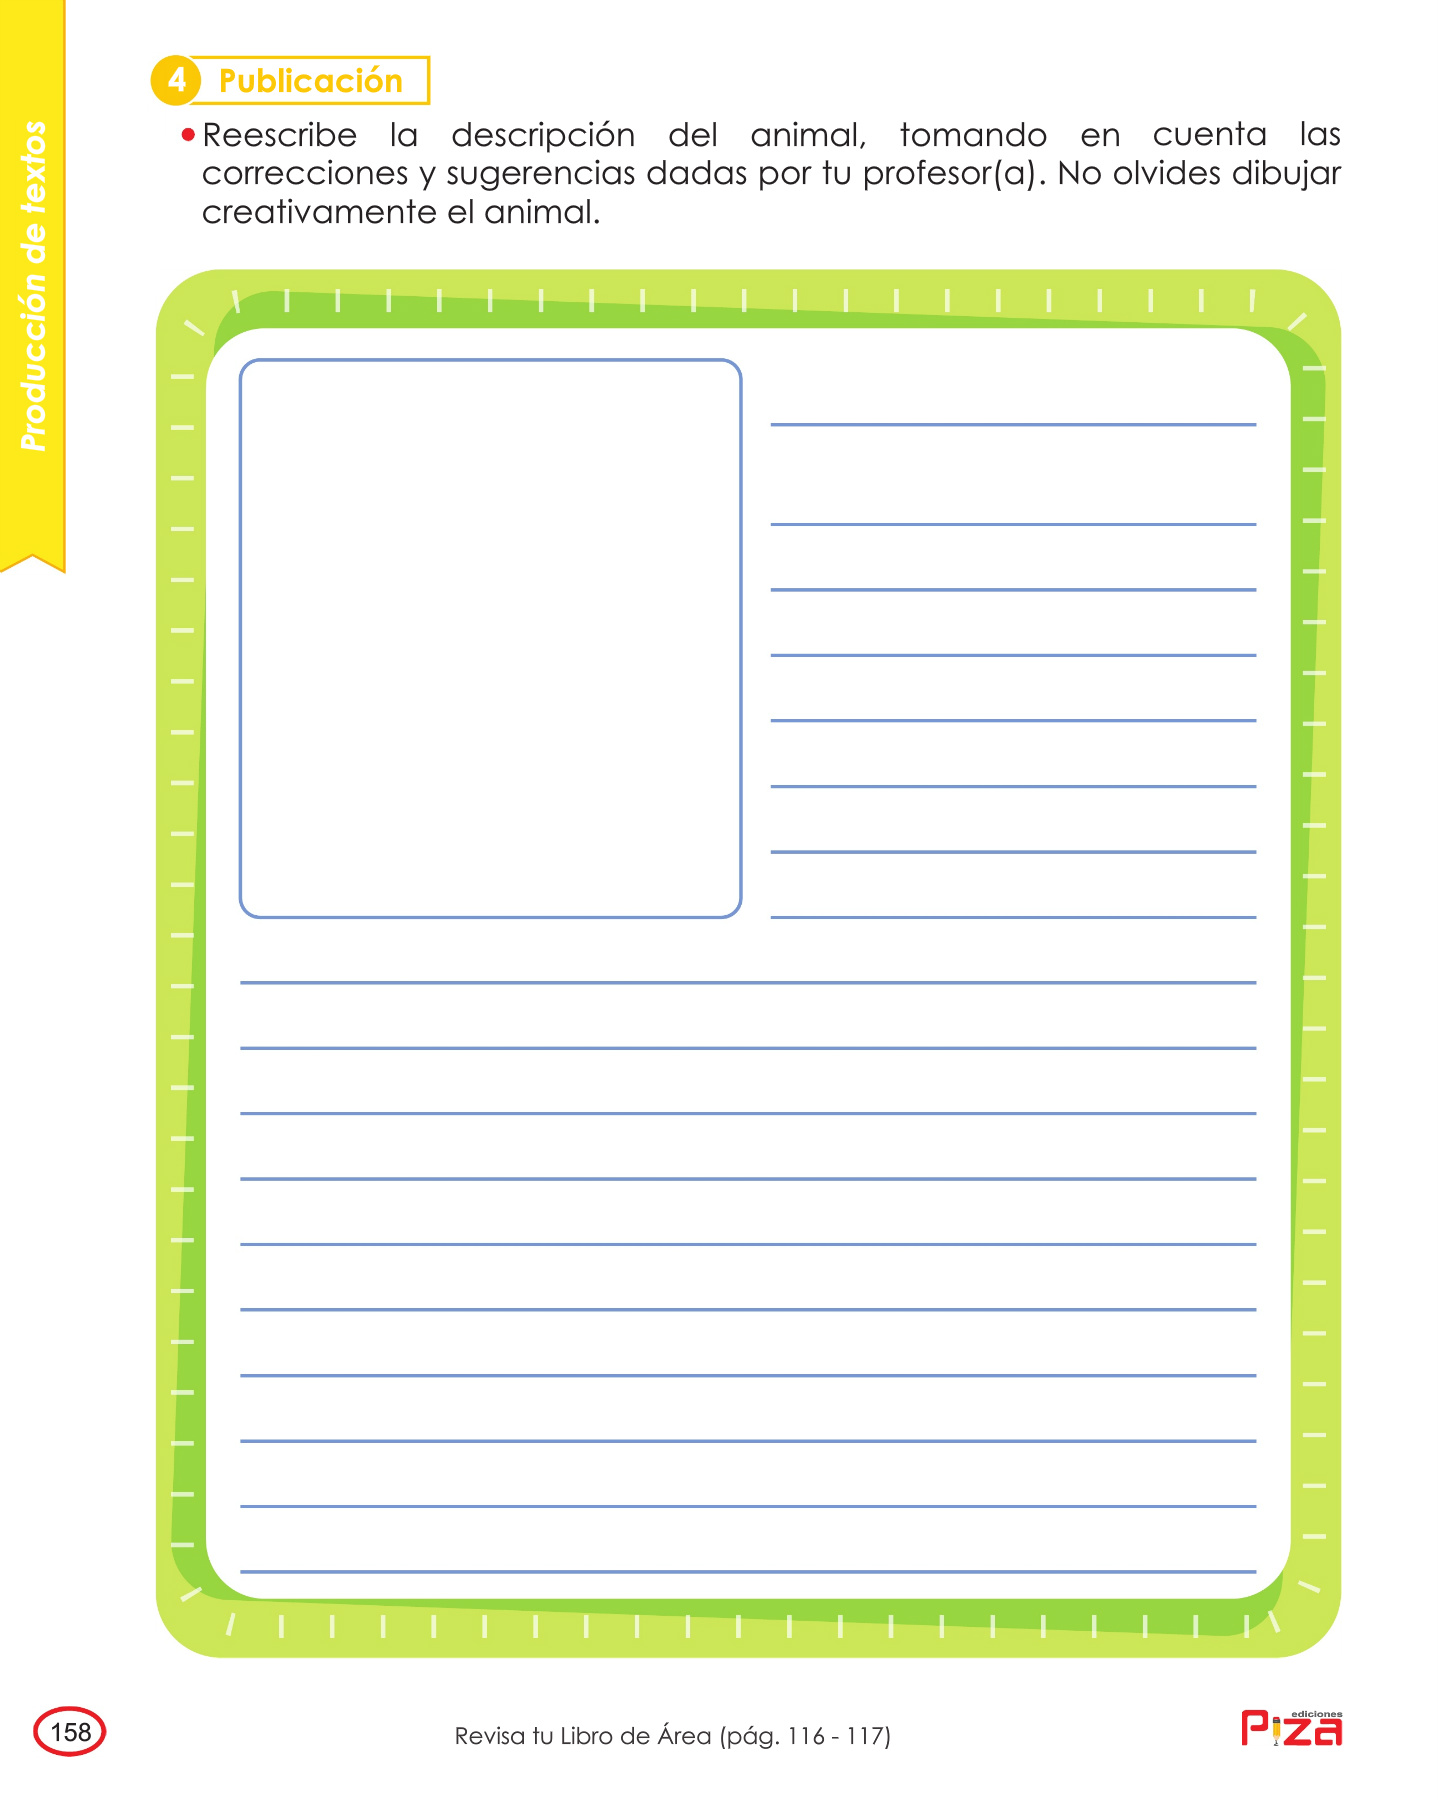 Producción de textos
4 Publicación
• Reescribe la descripción del animal, tomando en cuenta las
correcciones y sugerencias dadas por tu profesor(a). No olvides dibujar
creativamente el animal.
158
Revisa tu Libro de Área (pág. 116 - 117)
ediciones
Piza